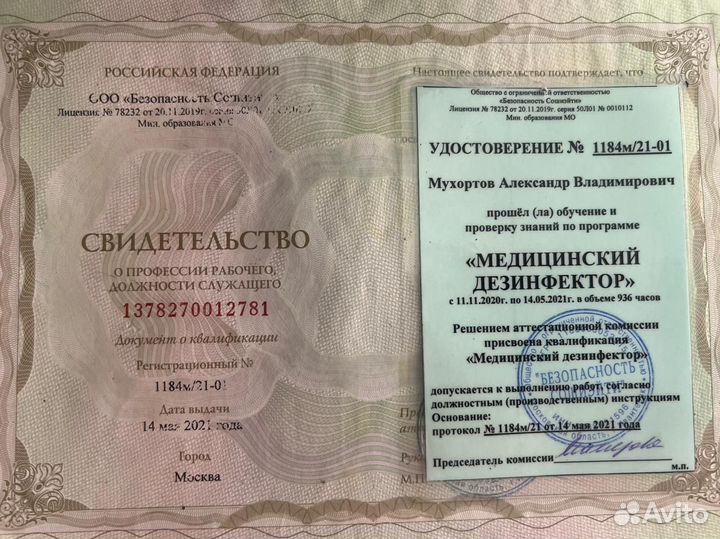 РОССИЙСКАЯ ФЕДЕРАЦИЯ
ООО «Безопасность
Лицензия № 78232 от 20.11.2019г. серия
Мин. образования МО
СВИДЕТЕЛЬСТВО
О ПРОФЕССИИ РАБОЧЕГО,
ДОЛЖНОСТИ СЛУЖАЩЕГО
1378270012781
Документ о квалификации
Регистрационный №
1184м/21-01
Дата выдачи
14 мая 2021 года
Город
Москва
Настоящее свидетельство подтверждает, что
Общество с ограниченной ответственностью
«Безопасность Сошиэйти»
Лицензия № 78232 от 20.11.2019г. серия 50Л01 № 0010112
Мин. образования МО
УДОСТОВЕРЕНИЕ № 1184м/21-01
Мухортов Александр Владимирович
прошёл (ла) обучение и
проверку знаний по программе
«МЕДИЦИНСКИЙ
ДЕЗИНФЕКТОР»
с 11.11.2020г. по 14.05.2021г. в объеме 936 часов
Решением аттестационной комиссии
присвоена квалификация
«Медицинский дезинфектор»
допускается к выполнению работ, согласно
должностным (производственным) инструкциям
Основание:
протокол № 1184м/21 от 14 мая 2021 года
Председатель комиссии
м.п.
БЕЗОПАСНОСТЬ
М.П.
Avito